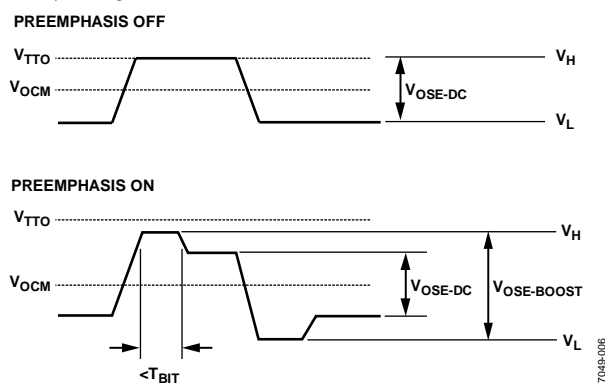 PREEMPHASIS OFF
VTTO
VH
VOCM
VOSE-DC
VL
PREEMPHASIS ON
VTTO
VH
VOCM
VOSE-DC
VOSE-BOOST
VL
<TBIT
7049-006